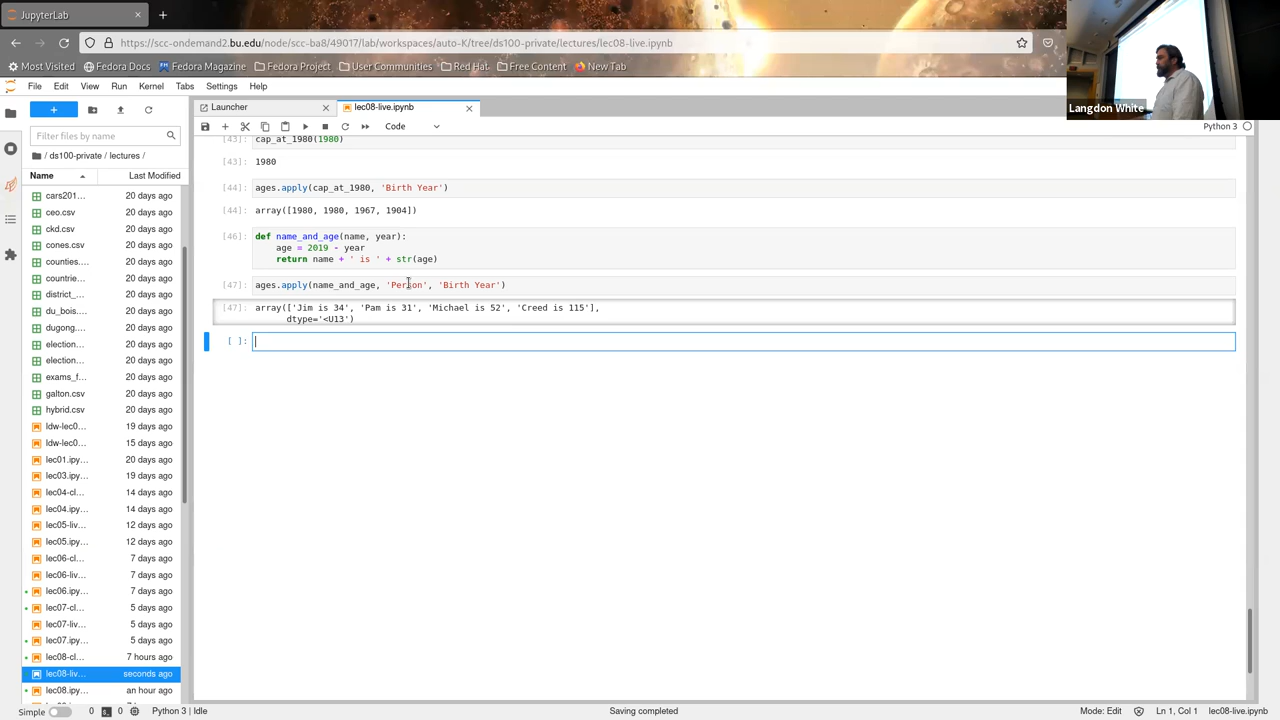 JupyterLab
https://scc-ondemand2.bu.edu/node/scc-ba8/49017/lab/workspaces/auto-K/tree/ds100-private/lectures/lec08-live.ipynb
Most Visited Fedora Docs Fedora Magazine Fedora Project User Communities Red Hat Free Content New Tab
Langdon White
File Edit View Run Kernel Tabs Settings Help
Launcher lec08-live.ipynb
Code Python 3
Filter files by name
/ ds100-private / lectures /
Name Last Modified
cars201… 20 days ago
ceo.csv 20 days ago
ckd.csv 20 days ago
cones.csv 20 days ago
counties.… 20 days ago
countrie… 20 days ago
district_… 20 days ago
du_bois.… 20 days ago
dugong.… 20 days ago
election… 20 days ago
election… 20 days ago
exams_f… 20 days ago
galton.csv 20 days ago
hybrid.csv 20 days ago
ldw-lec0… 19 days ago
ldw-lec0… 15 days ago
lec01.ipy… 20 days ago
lec03.ipy… 19 days ago
lec04-cl… 14 days ago
lec04.ipy… 14 days ago
lec05-liv… 12 days ago
lec05.ipy… 12 days ago
lec06-cl… 7 days ago
lec06-liv… 7 days ago
lec06.ipy… 7 days ago
lec07-cl… 5 days ago
lec07-liv… 5 days ago
lec07.ipy… 5 days ago
lec08-cl… 7 hours ago
lec08-liv… seconds ago
lec08.ipy… an hour ago
[43]: cap_at_1980(1980)
[43]: 1980
[44]: ages.apply(cap_at_1980, 'Birth Year')
[44]: array([1980, 1980, 1967, 1904])
[46]: def name_and_age(name, year):
age = 2019 - year
return name + ' is ' + str(age)
[47]: ages.apply(name_and_age, 'Person', 'Birth Year')
[47]: array(['Jim is 34', 'Pam is 31', 'Michael is 52', 'Creed is 115'],
dtype='<U13')
[ ]:
Simple 0 0 Python 3 | Idle Saving completed Mode: Edit Ln 1, Col 1 lec08-live.ipynb